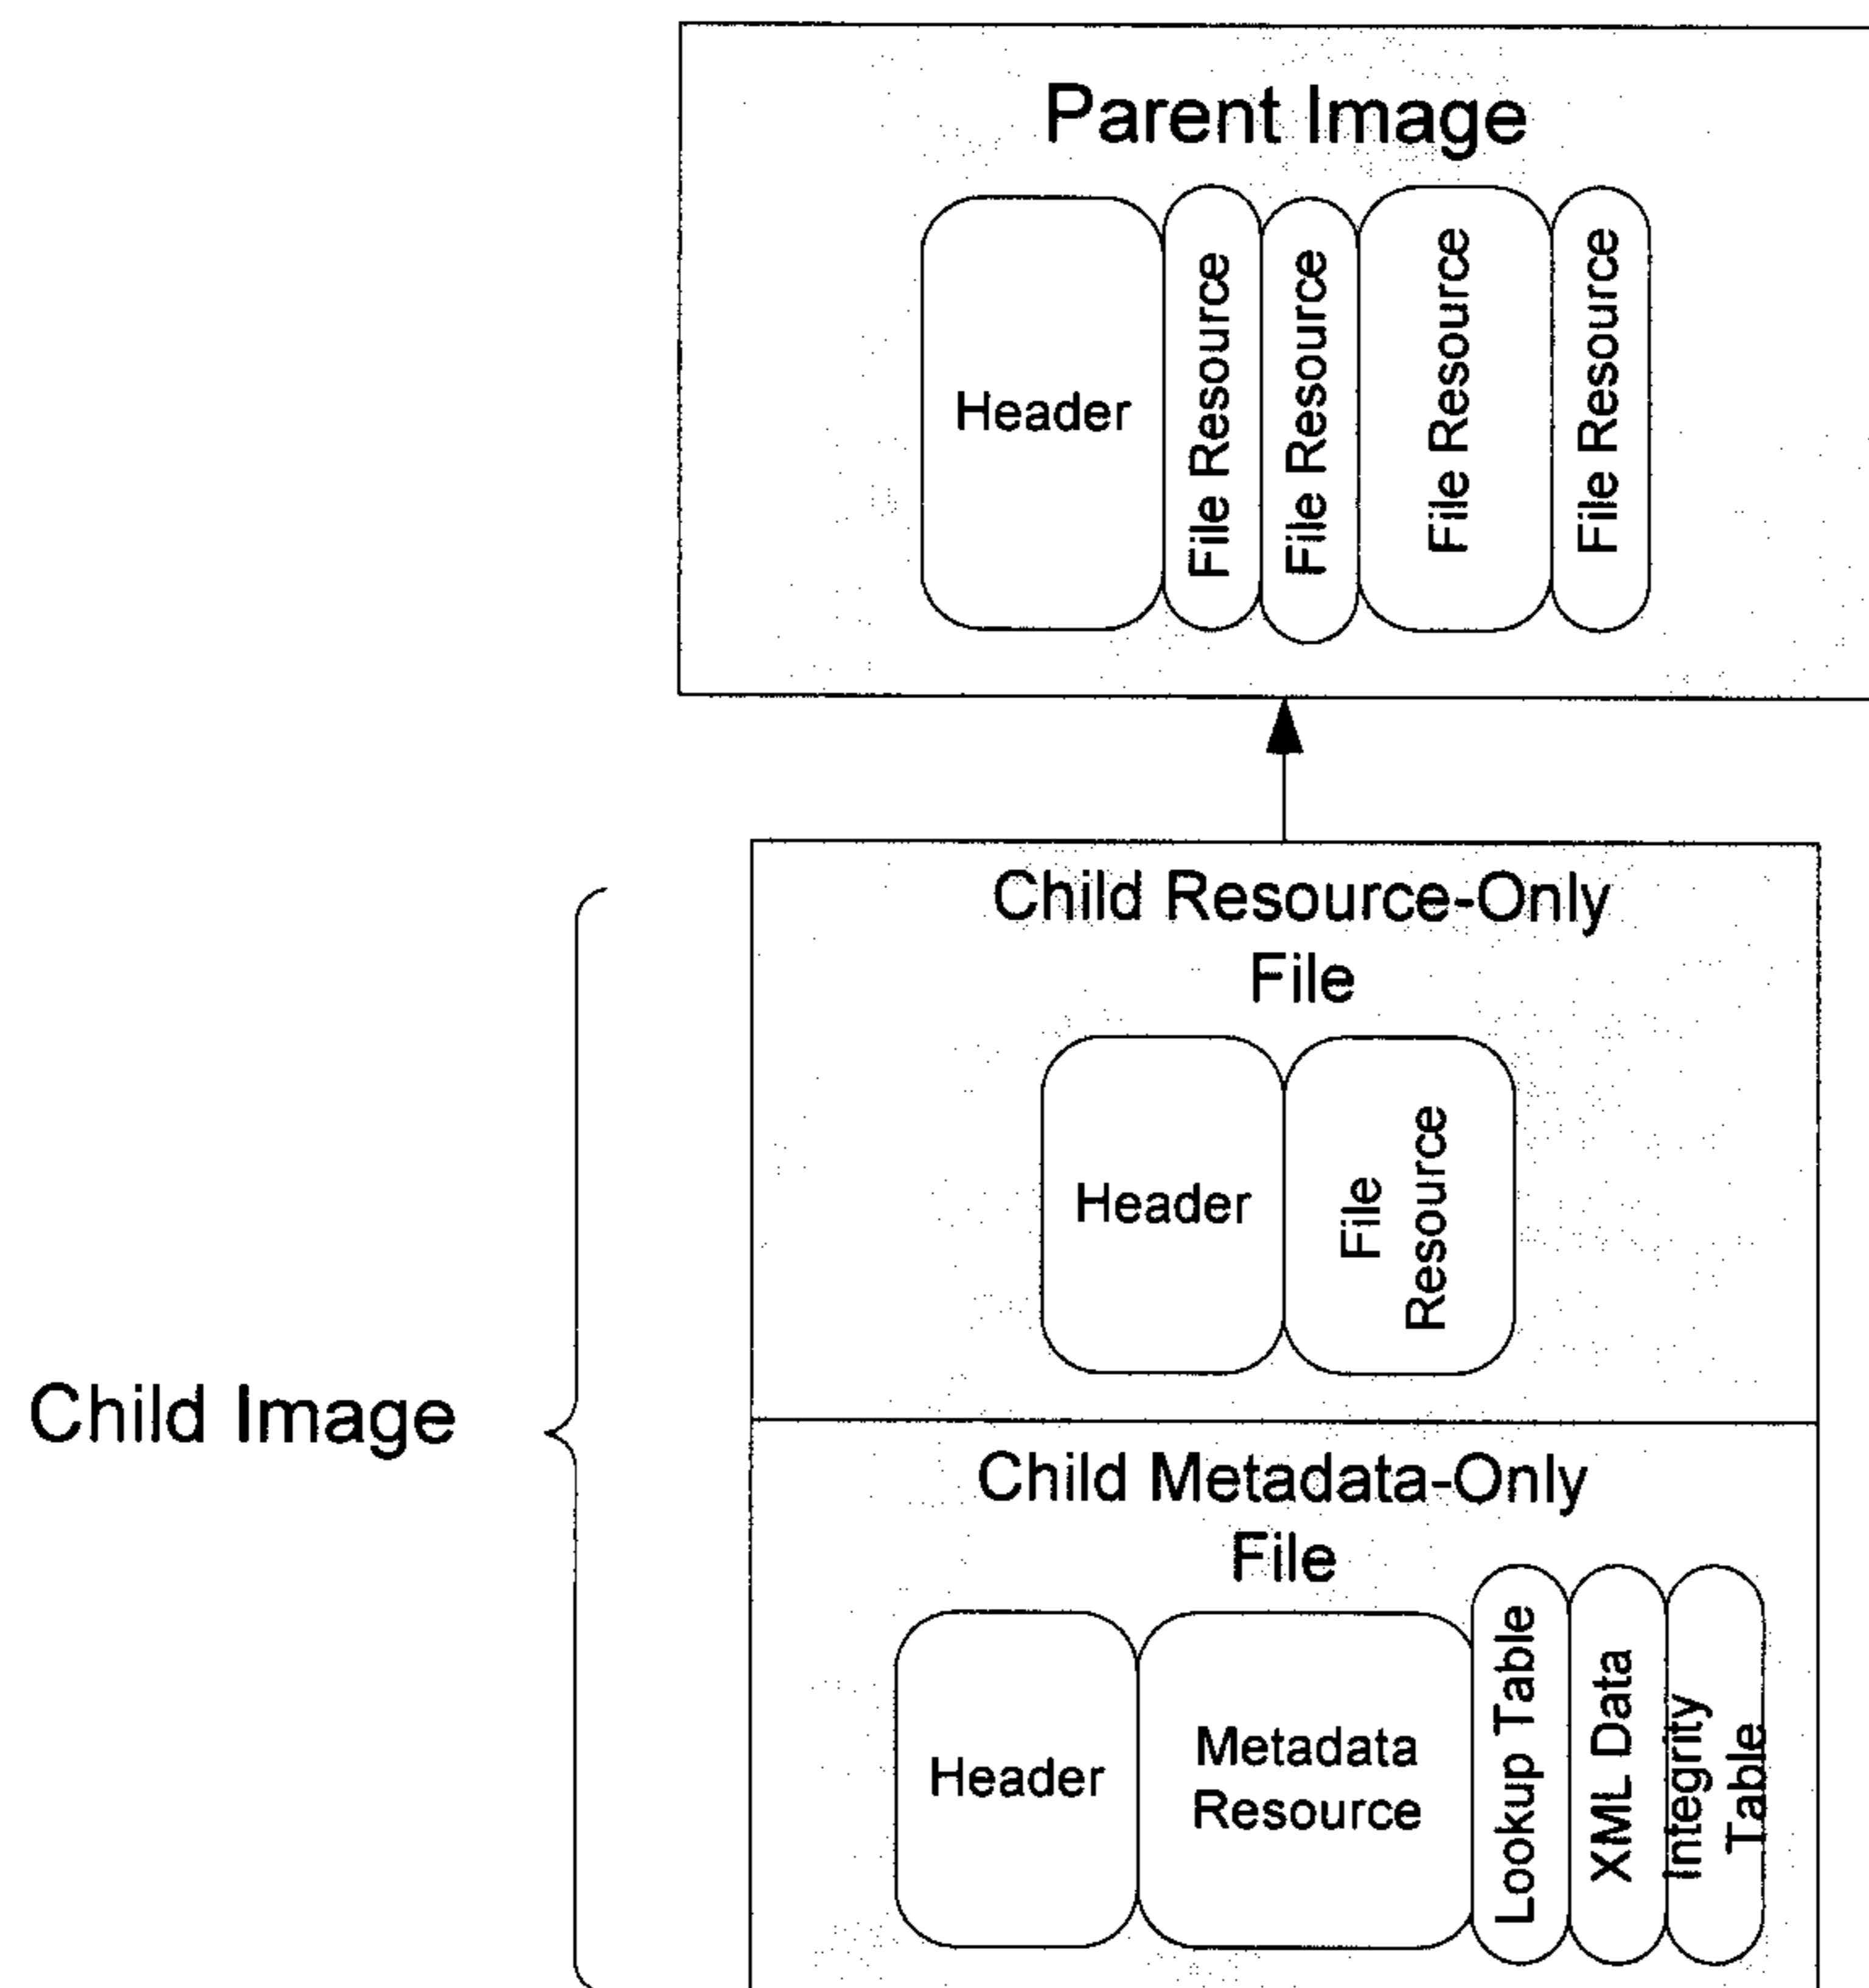 Parent Image
Header
File Resource
File Resource
File Resource
File Resource
Child Resource-Only
File
Header
File
Resource
Child Image
Child Metadata-Only
File
Header
Metadata
Resource
Lookup Table
XML Data
Integrity
Table